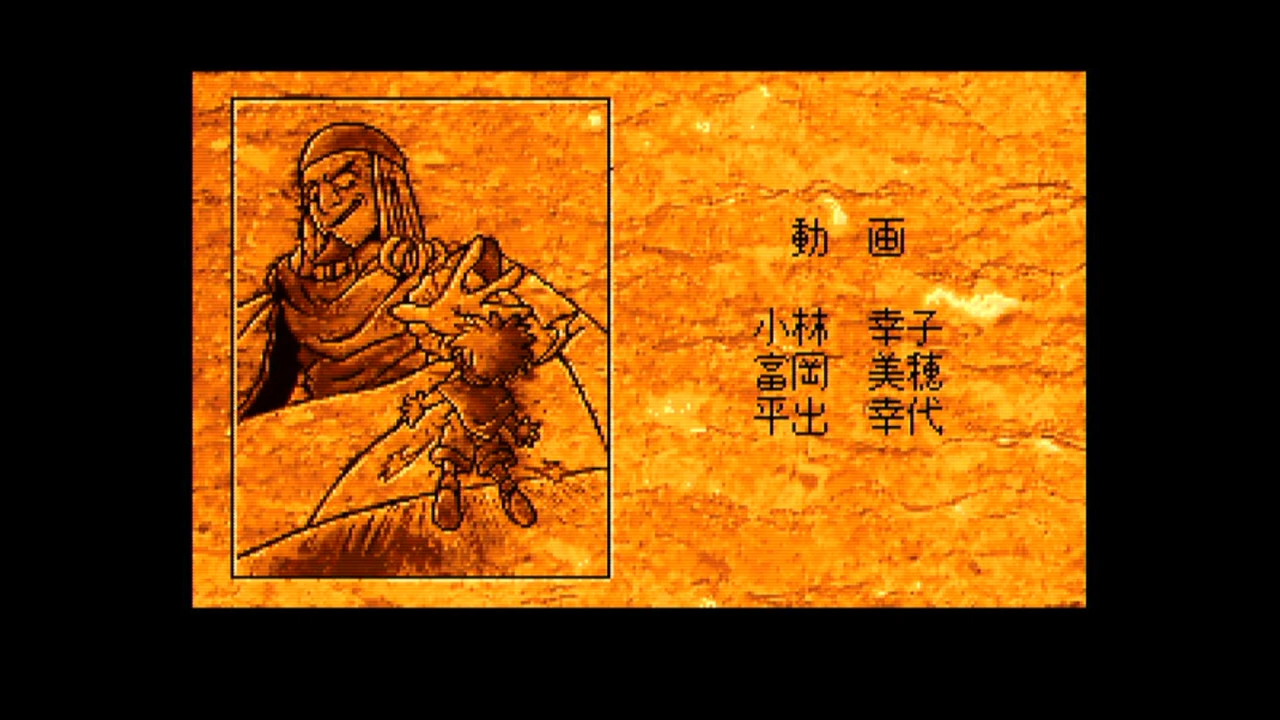 動 画
小林 幸子
富岡 美穂
平出 幸代